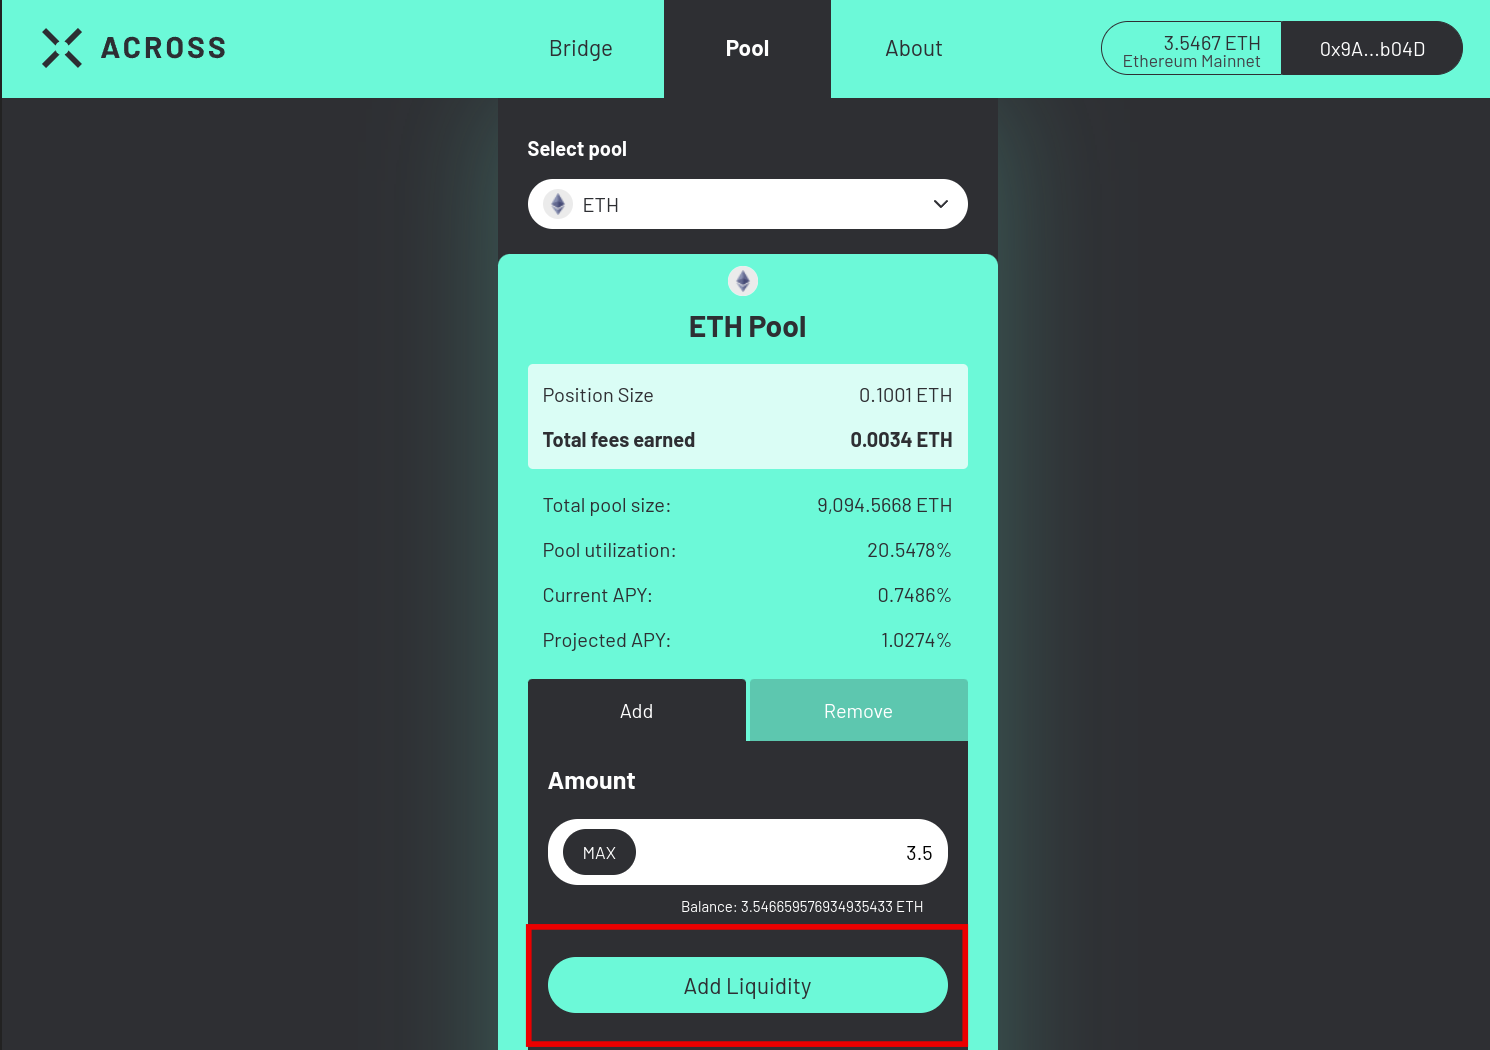 ACROSS
Bridge
Pool
About
3.5467 ETH
Ethereum Mainnet
0x9A...b04D
Select pool
ETH
ETH Pool
Position Size 0.1001 ETH
Total fees earned 0.0034 ETH
Total pool size: 9,094.5668 ETH
Pool utilization: 20.5478%
Current APY: 0.7486%
Projected APY: 1.0274%
Add
Remove
Amount
MAX 3.5
Balance: 3.546659576934935433 ETH
Add Liquidity